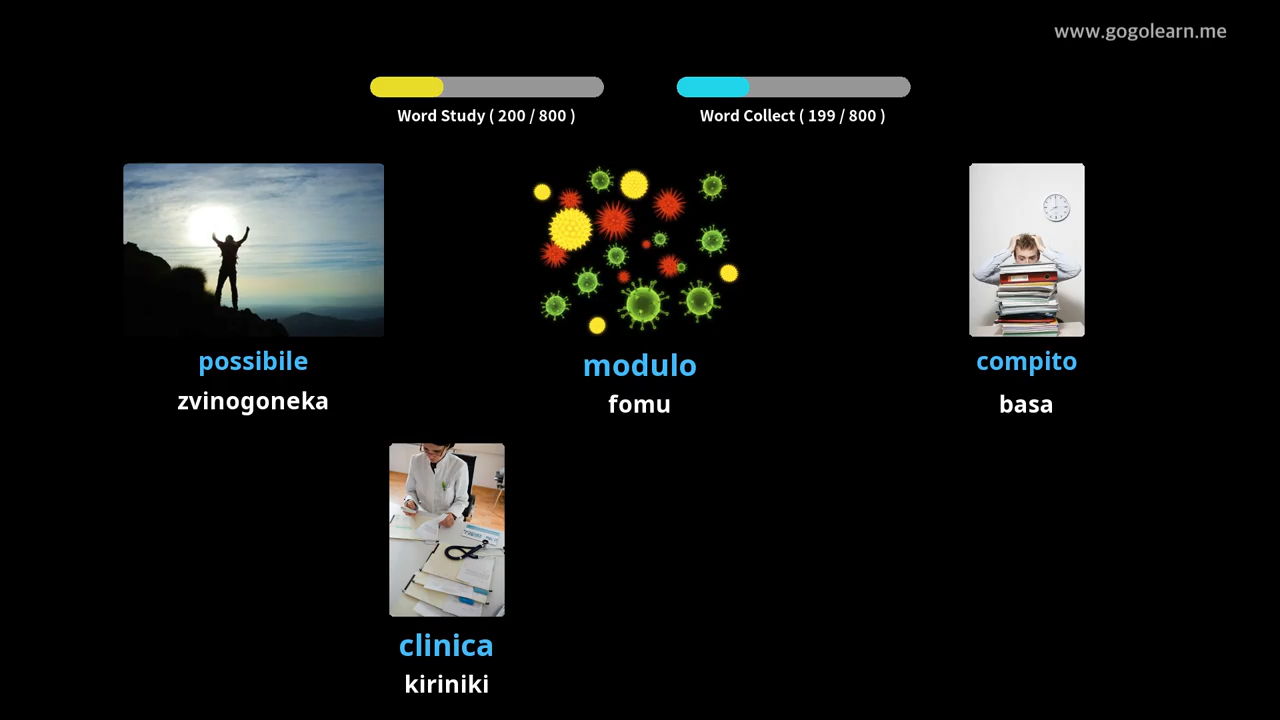 www.gogolearn.me
Word Study ( 200 / 800 )
Word Collect ( 199 / 800 )
possibile
zvinogoneka
modulo
fomu
compito
basa
clinica
kiriniki